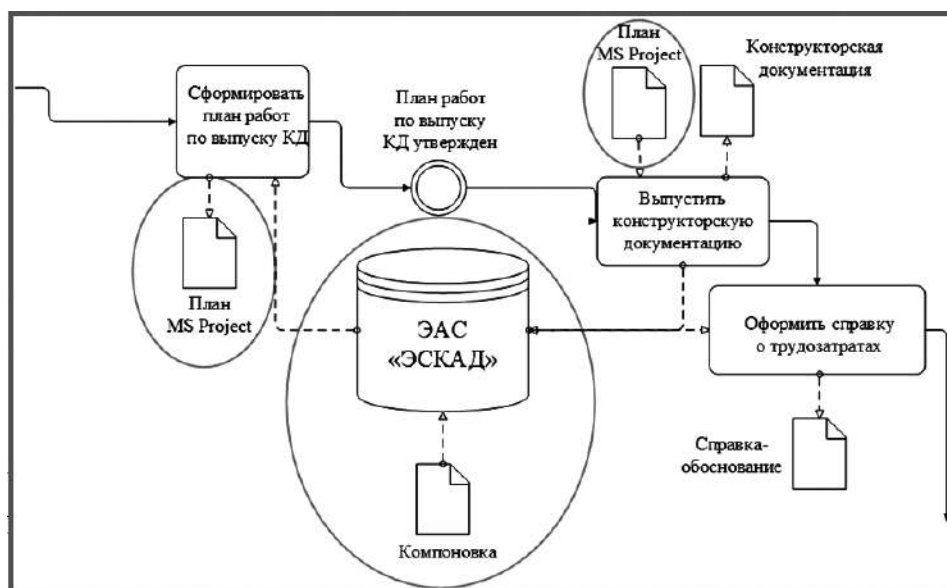 Сформировать
план работ
по выпуску КД
План
MS Project
План работ
по выпуску
КД утвержден
План
MS Project
Конструкторская
документация
Выпустить
конструкторскую
документацию
ЭАС
«ЭСКАД»
Компоновка
Оформить справку
о трудозатратах
Справка-
обоснование